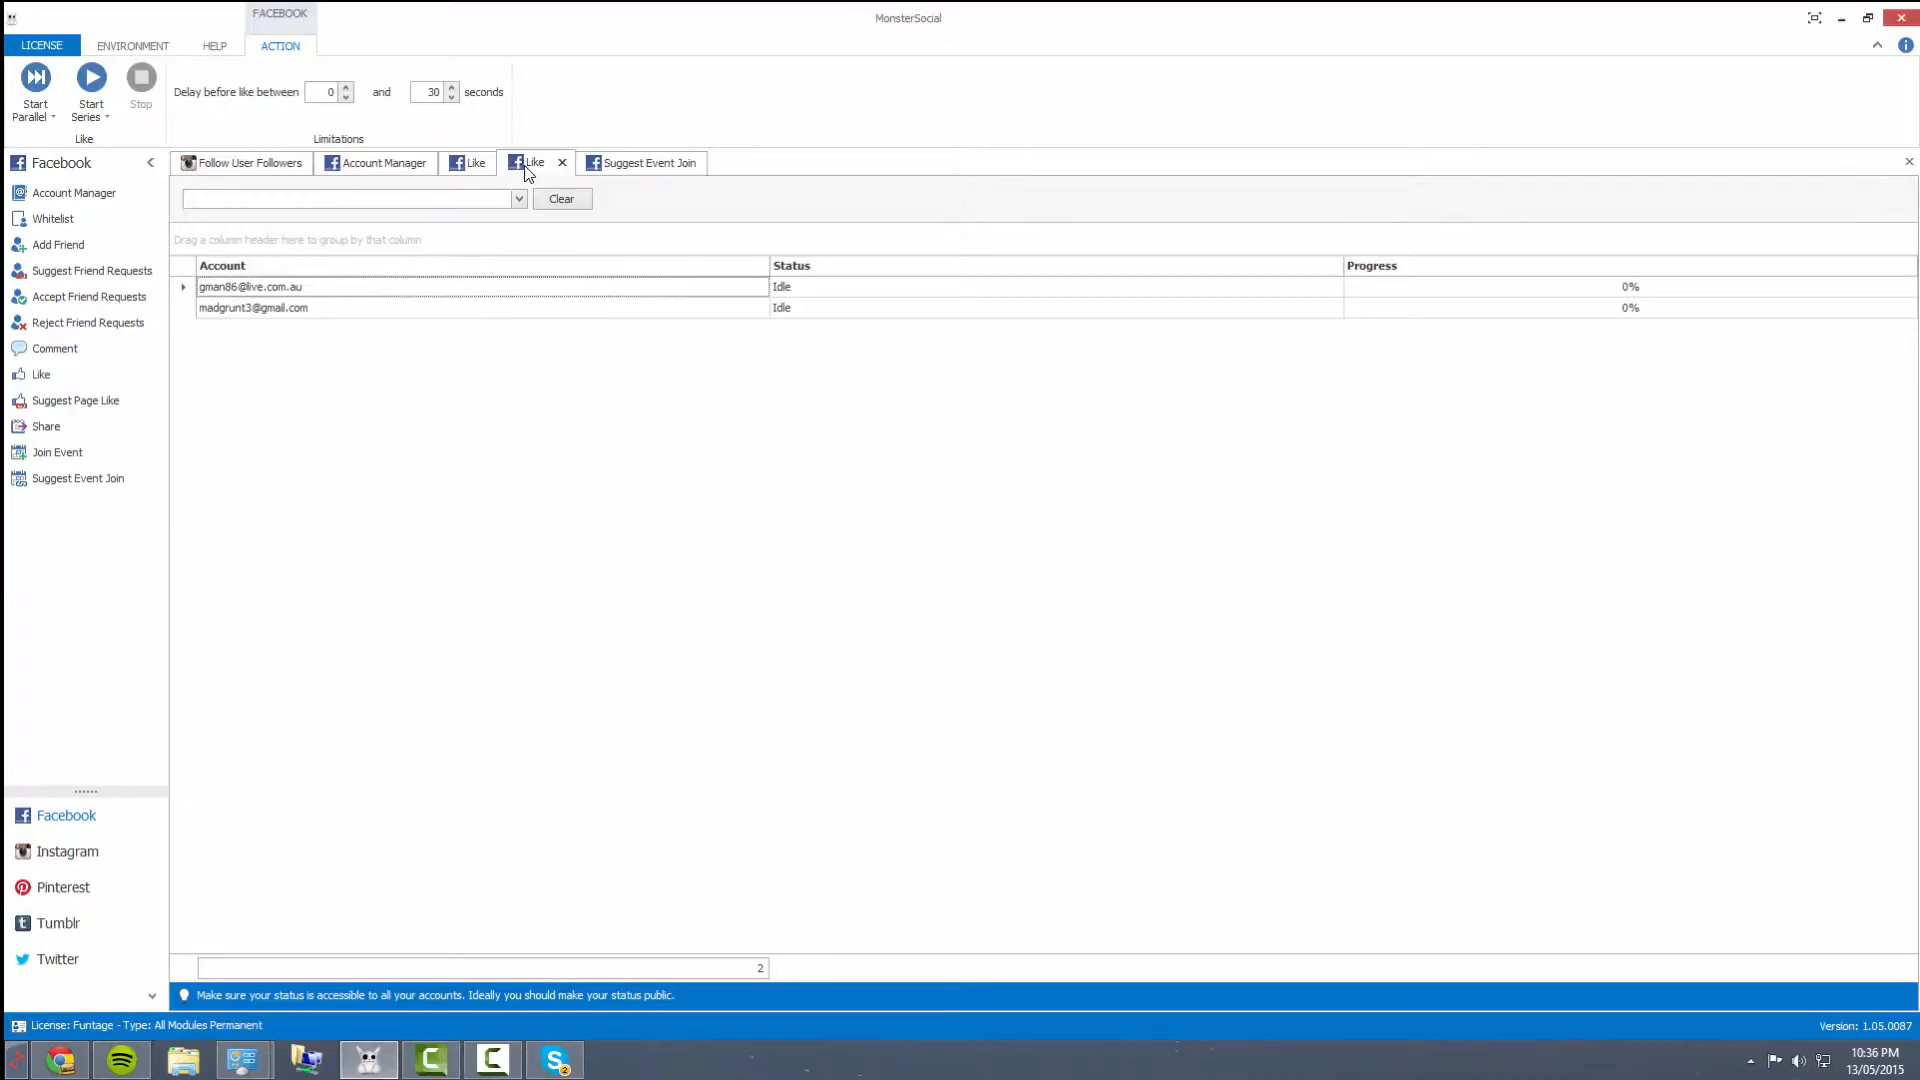 FACEBOOK
MonsterSocial
LICENSE
ENVIRONMENT
HELP
ACTION
Start Parallel
Start Series
Stop
Delay before like between 0 and 30 seconds
Like
Limitations
Facebook
Follow User Followers
Account Manager
Like
Like
Suggest Event Join
Clear
Drag a column header here to group by that column
Account Status Progress
gman86@live.com.au Idle 0%
madgrunt3@gmail.com Idle 0%
Account Manager
Whitelist
Add Friend
Suggest Friend Requests
Accept Friend Requests
Reject Friend Requests
Comment
Like
Suggest Page Like
Share
Join Event
Suggest Event Join
Facebook
Instagram
Pinterest
Tumblr
Twitter
2
Make sure your status is accessible to all your accounts. Ideally you should make your status public.
License: Funtage - Type: All Modules Permanent
Version: 1.05.0087
2
10:36 PM
13/05/2015